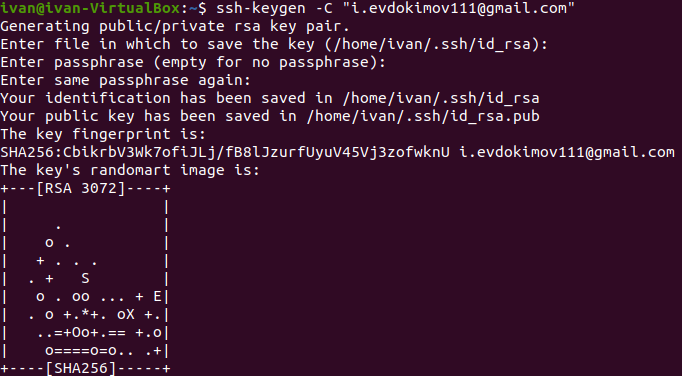 ivan@ivan-VirtualBox:~$ ssh-keygen -C "i.evdokimov111@gmail.com"
Generating public/private rsa key pair.
Enter file in which to save the key (/home/ivan/.ssh/id_rsa):
Enter passphrase (empty for no passphrase):
Enter same passphrase again:
Your identification has been saved in /home/ivan/.ssh/id_rsa
Your public key has been saved in /home/ivan/.ssh/id_rsa.pub
The key fingerprint is:
SHA256:CbikrbV3Wk7ofiJLj/fB8lJzurfUyuV45Vj3zofwknU i.evdokimov111@gmail.com
The key's randomart image is:
+---[RSA 3072]----+
|                 |
|     .           |
|    o .          |
|   + . . .       |
|  . +   S        |
|   o . oo ... + E|
|  . o +.*+. oX +.|
|   ..=+Oo+.== +.o|
|    o====o=o.. .+|
+----[SHA256]-----+